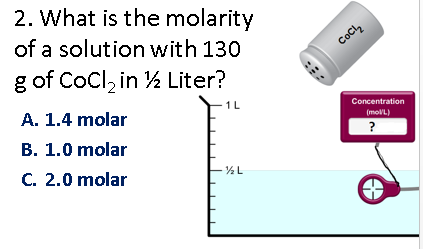 2. What is the molarity
of a solution with 130
g of CoCl₂ in ½ Liter?
A. 1.4 molar
B. 1.0 molar
C. 2.0 molar
CoCl₂
1 L
Concentration
(mol/L)
?
½ L